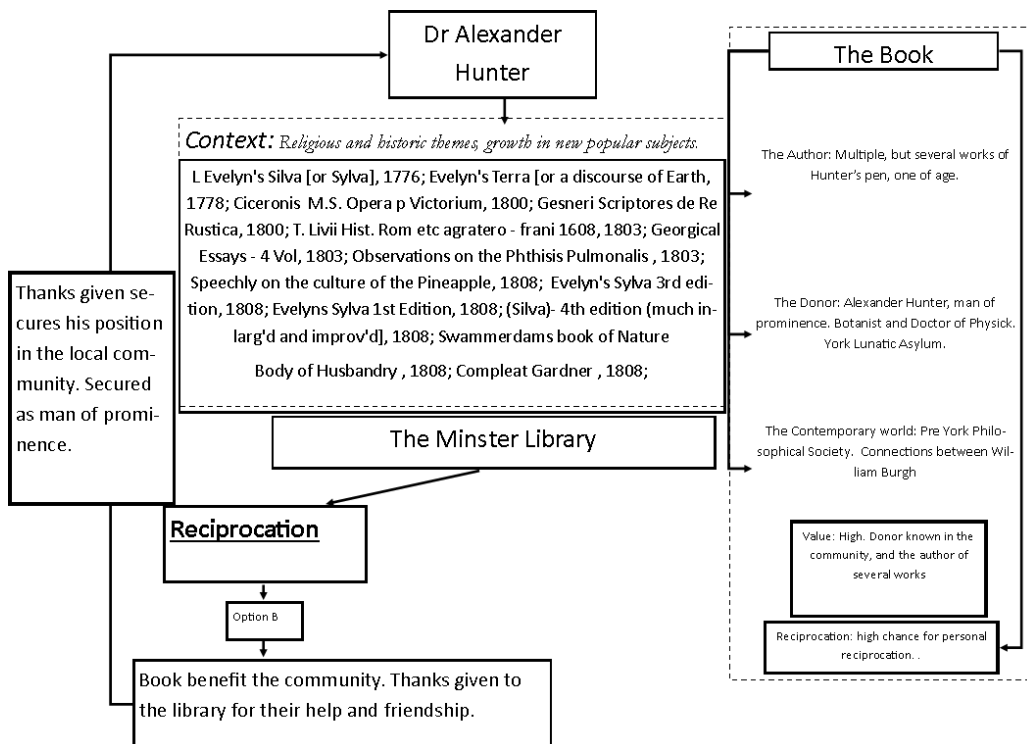 Dr Alexander
Hunter
Context: Religious and historic themes, growth in new popular subjects.
L Evelyn's Silva [or Sylva], 1776; Evelyn's Terra [or a discourse of Earth,
1778; Ciceronis M.S. Opera p Victorium, 1800; Gesneri Scriptores de Re
Rustica, 1800; T. Livii Hist. Rom etc agratero - frani 1608, 1803; Georgical
Essays - 4 Vol, 1803; Observations on the Phthisis Pulmonalis , 1803;
Speechly on the culture of the Pineapple, 1808; Evelyn's Sylva 3rd edi-
tion, 1808; Evelyns Sylva 1st Edition, 1808; (Silva)- 4th edition (much in-
larg'd and improv'd], 1808; Swammerdams book of Nature
Body of Husbandry , 1808; Compleat Gardner , 1808;
The Minster Library
Thanks given se-
cures his position
in the local com-
munity. Secured
as man of promi-
nence.
Reciprocation
Option B
Book benefit the community. Thanks given to
the library for their help and friendship.
The Book
The Author: Multiple, but several works of
Hunter's pen, one of age.
The Donor: Alexander Hunter, man of
prominence. Botanist and Doctor of Physick.
York Lunatic Asylum.
The Contemporary world: Pre York Philo-
sophical Society. Connections between Wil-
liam Burgh
Value: High. Donor known in the
community, and the author of
several works
Reciprocation: high chance for personal
reciprocation. .